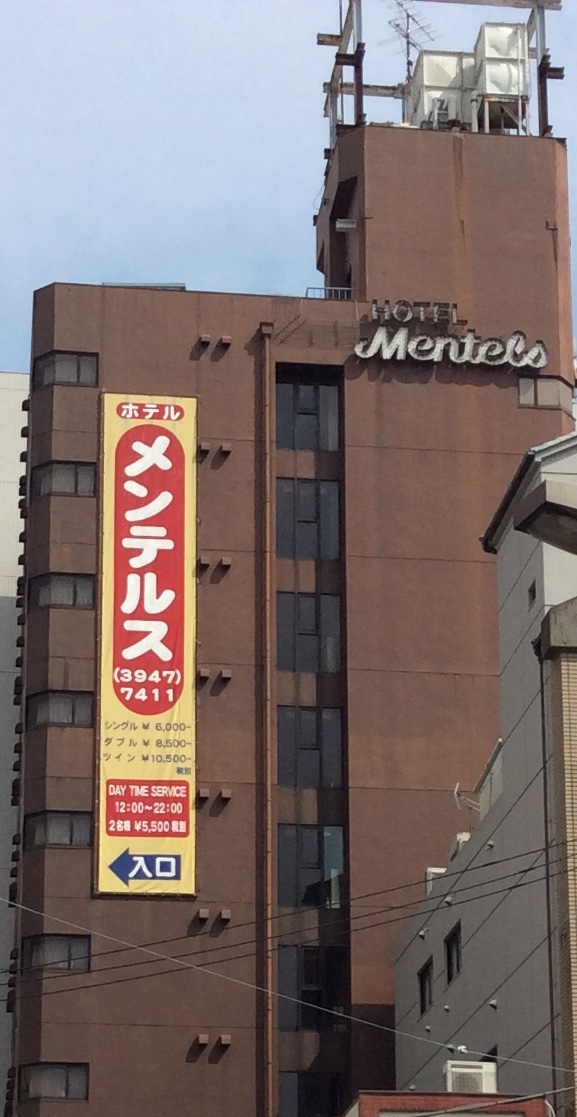 HOTEL
Mentels
ホテル
メンテルス
(3947)
7411
シングル ¥ 6,000~
ダブル ¥ 8,500~
ツイン ¥10,500~
税別
DAY TIME SERVICE
12:00~22:00
2名様 ¥5,500 税別
入口